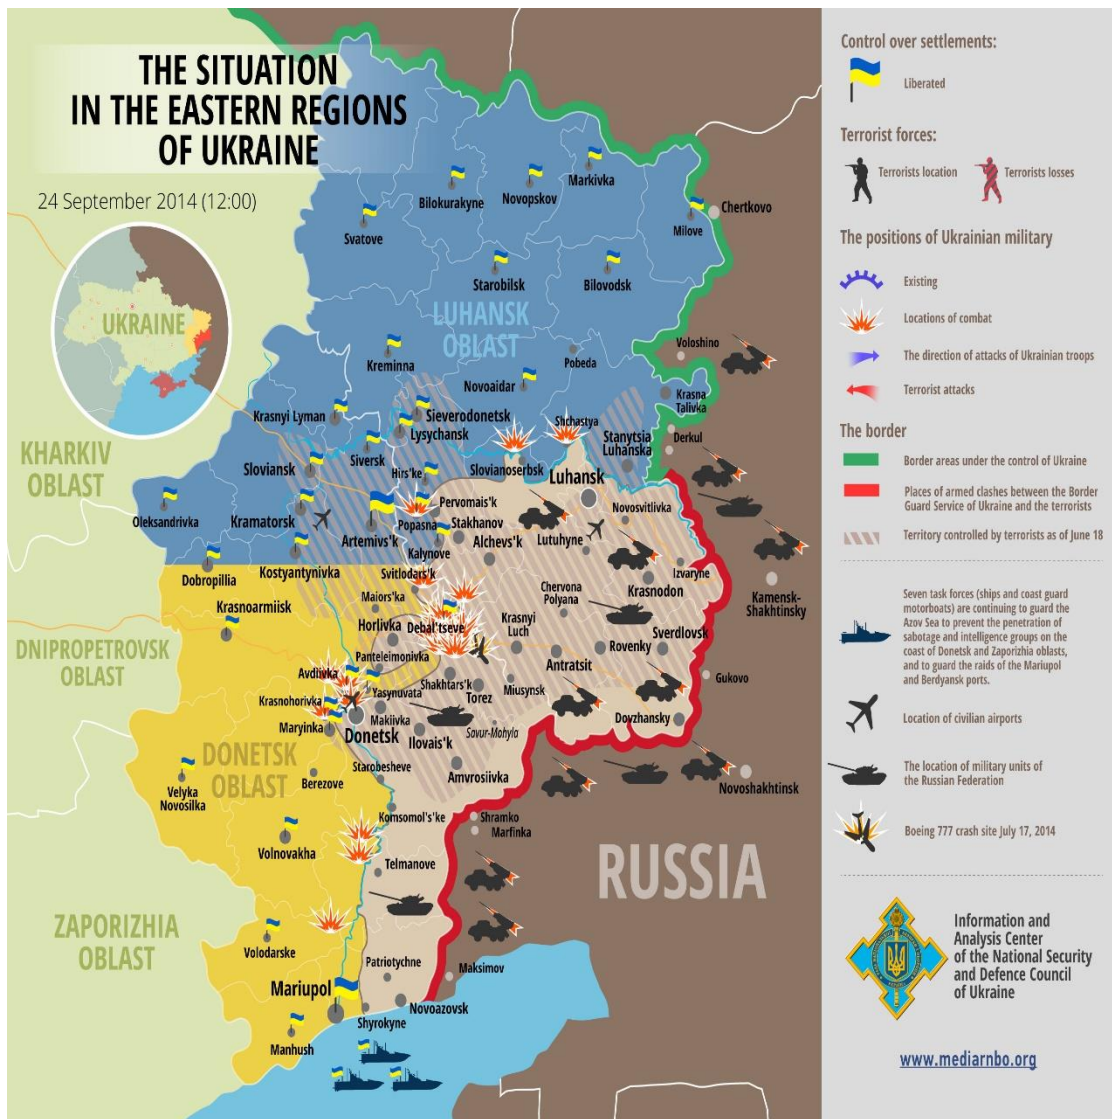 THE SITUATION
IN THE EASTERN REGIONS
OF UKRAINE
24 September 2014 (12:00)
UKRAINE
KHARKIV
OBLAST
DNIPROPETROVSK
OBLAST
ZAPORIZHIA
OBLAST
LUHANSK
OBLAST
DONETSK
OBLAST
RUSSIA
Markivka
Bilokurakyne
Novopskov
Chertkovo
Milove
Svatove
Starobilsk
Bilovodsk
Voloshino
Pobeda
Kreminna
Novoaidar
Krasna
Talivka
Krasnyi Lyman
Sieverodonetsk
Shchastya
Lysychansk
Stanytsia
Luhanska
Derkul
Siversk
Sloviansk
Hirs'ke
Slovianoserbsk
Luhansk
Oleksandrivka
Kramatorsk
Pervomais'k
Popasna
Stakhanov
Novosvitlivka
Artemivs'k
Alchevs'k
Lutuhyne
Kalynove
Dobropillia
Kostyantynivka
Svitlodars'k
Izvaryne
Krasnodon
Kamensk-
Shakhtinsky
Krasnoarmiisk
Maiors'ka
Chervona
Polyana
Horlivka
Debal'tseve
Krasnyi
Luch
Sverdlovsk
Panteleimonivka
Rovenky
Antratsit
Avdiivka
Shakhtars'k
Gukovo
Yasynuvata
Torez
Miusynsk
Krasnohorivka
Makiivka
Dovzhansky
Maryinka
Donetsk
Savur-Mohyla
Ilovais'k
Starobesheve
Amvrosiivka
Berezove
Velyka
Novosilka
Novoshakhtinsk
Komsomol's'ke
Shramko
Marfinka
Volnovakha
Telmanove
Volodarske
Patriotychne
Maksimov
Mariupol
Novoazovsk
Shyrokyne
Manhush
Control over settlements:
Liberated
Terrorist forces:
Terrorists location
Terrorists losses
The positions of Ukrainian military
Existing
Locations of combat
The direction of attacks of Ukrainian troops
Terrorist attacks
The border
Border areas under the control of Ukraine
Places of armed clashes between the Border
Guard Service of Ukraine and the terrorists
Territory controlled by terrorists as of June 18
Seven task forces (ships and coast guard
motorboats) are continuing to guard the
Azov Sea to prevent the penetration of
sabotage and intelligence groups on the
coast of Donetsk and Zaporizhia oblasts,
and to guard the raids of the Mariupol
and Berdyansk ports.
Location of civilian airports
The location of military units of
the Russian Federation
Boeing 777 crash site July 17, 2014
Information and
Analysis Center
of the National Security
and Defence Council
of Ukraine
www.mediarnbo.org